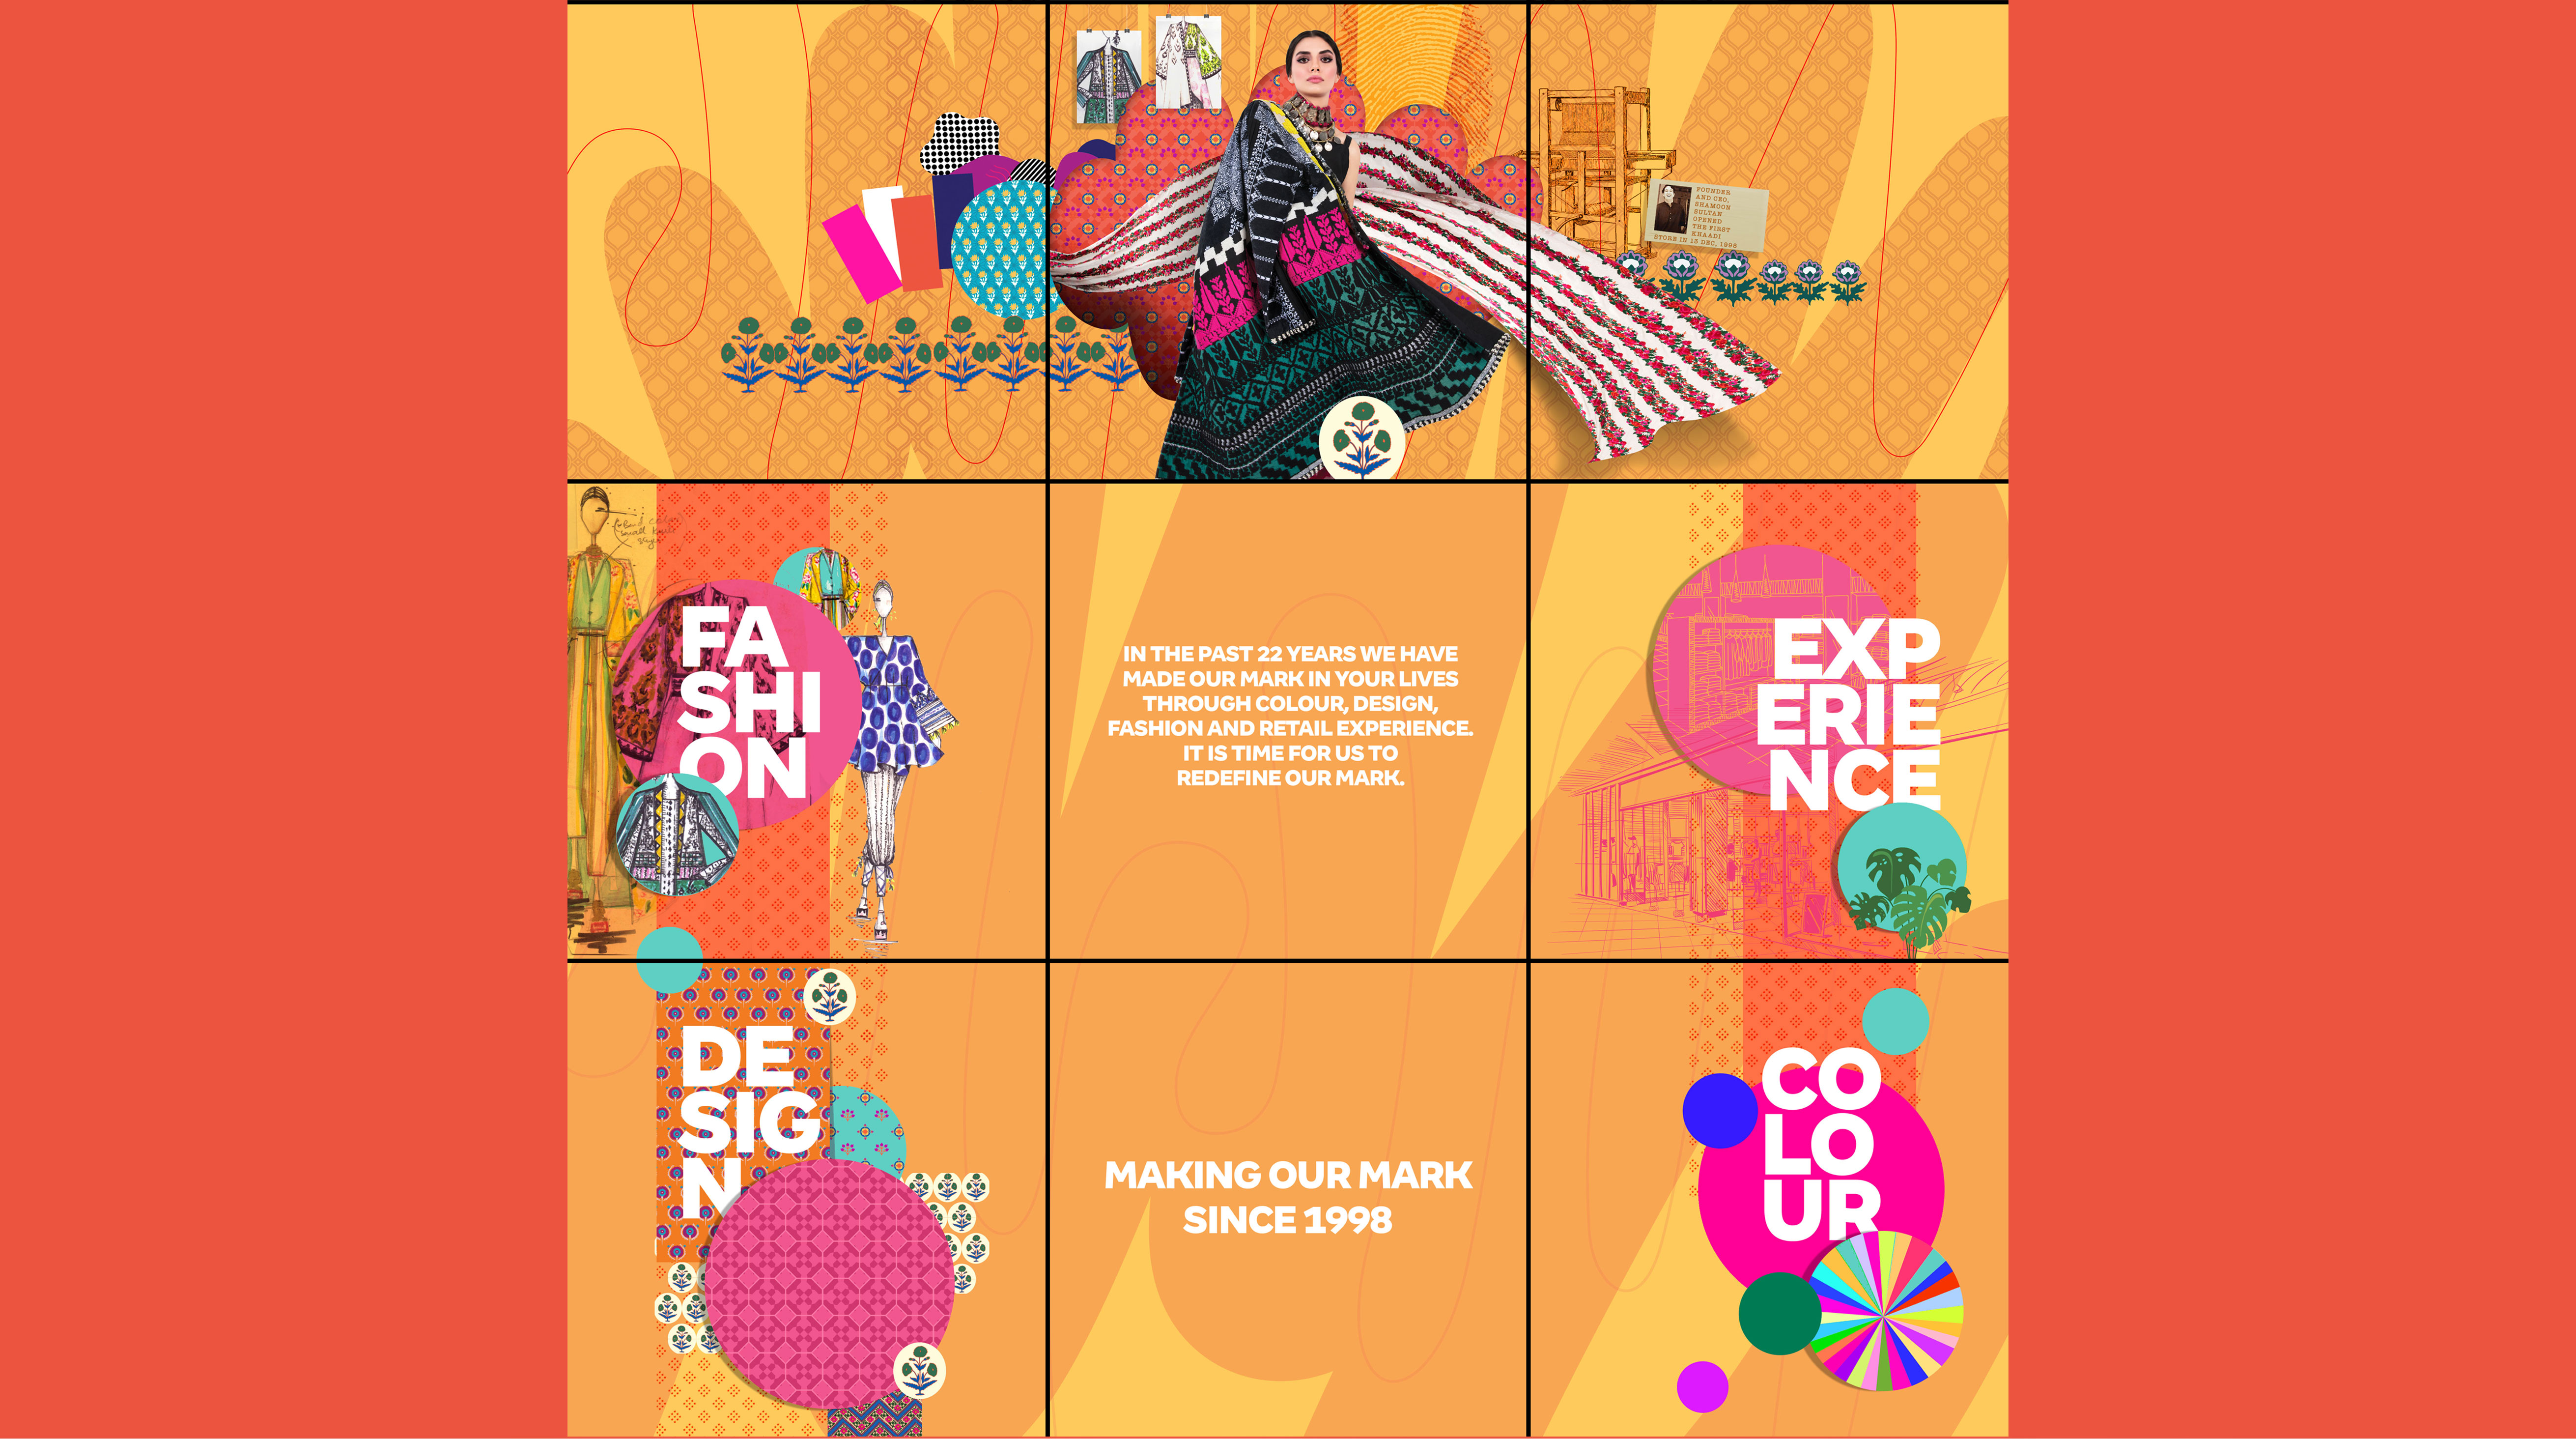 FOUNDER
AND CEO,
SHAMOON
SULTAN
OPENED
THE FIRST
KHAADI
STORE IN 13 DEC, 1998
FA
SHI
ON
IN THE PAST 22 YEARS WE HAVE
MADE OUR MARK IN YOUR LIVES
THROUGH COLOUR, DESIGN,
FASHION AND RETAIL EXPERIENCE.
IT IS TIME FOR US TO
REDEFINE OUR MARK.
EXP
ERIE
NCE
DE
SIG
N
MAKING OUR MARK
SINCE 1998
CO
LO
UR